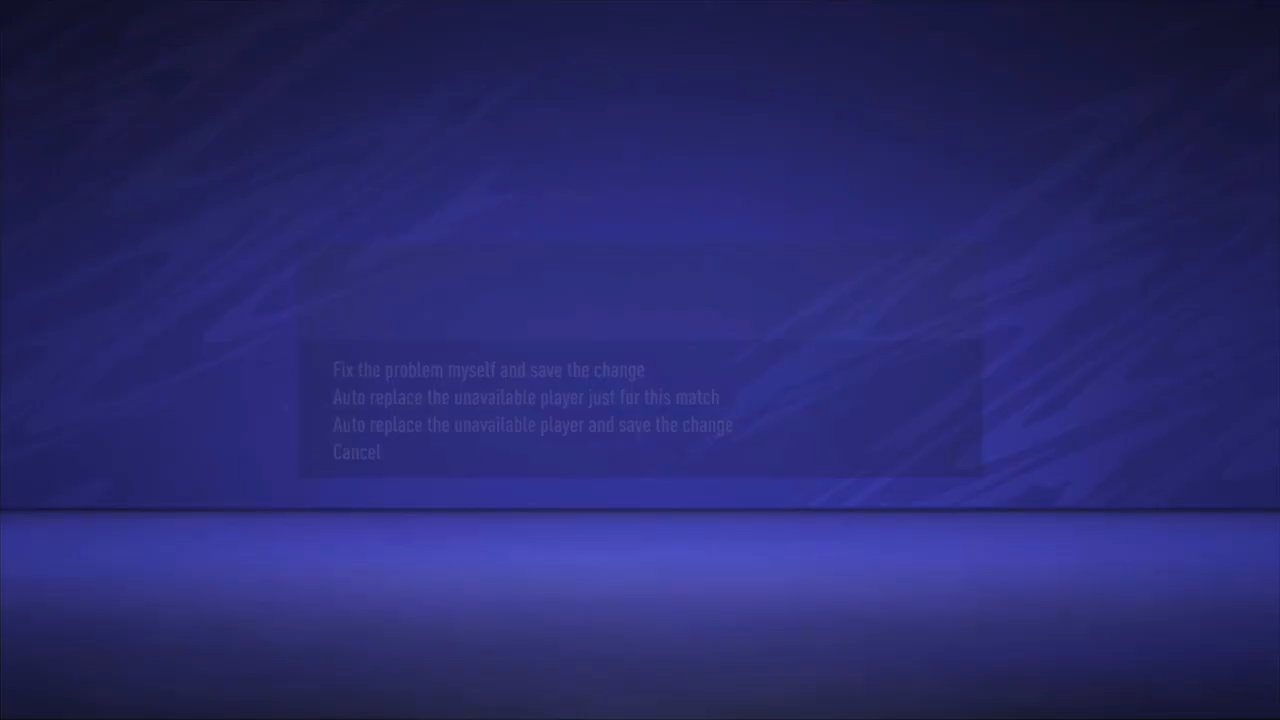 Fix the problem myself and save the change
Auto replace the unavailable player just for this match
Auto replace the unavailable player and save the change
Cancel